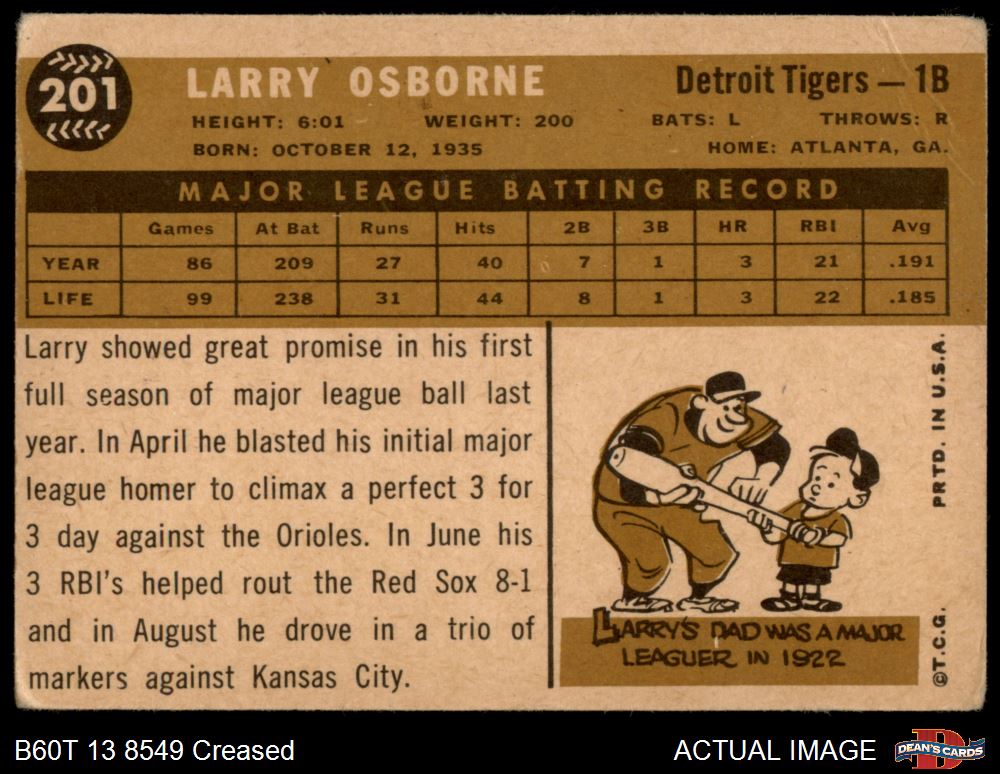 201
LARRY OSBORNE
Detroit Tigers — 1B
HEIGHT: 6:01 WEIGHT: 200 BATS: L THROWS: R
BORN: OCTOBER 12, 1935 HOME: ATLANTA, GA.
MAJOR LEAGUE BATTING RECORD
Games At Bat Runs Hits 2B 3B HR RBI Avg
YEAR 86 209 27 40 7 1 3 21 .191
LIFE 99 238 31 44 8 1 3 22 .185
Larry showed great promise in his first
full season of major league ball last
year. In April he blasted his initial major
league homer to climax a perfect 3 for
3 day against the Orioles. In June his
3 RBI's helped rout the Red Sox 8-1
and in August he drove in a trio of
markers against Kansas City.
LARRY'S DAD WAS A MAJOR
LEAGUER IN 1922
©T.C.G. PRTD. IN U.S.A.
B60T 13 8549 Creased
ACTUAL IMAGE
D
DEAN'S CARDS